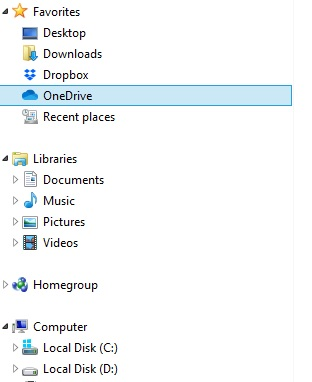 Favorites
Desktop
Downloads
Dropbox
OneDrive
Recent places
Libraries
Documents
Music
Pictures
Videos
Homegroup
Computer
Local Disk (C:)
Local Disk (D:)